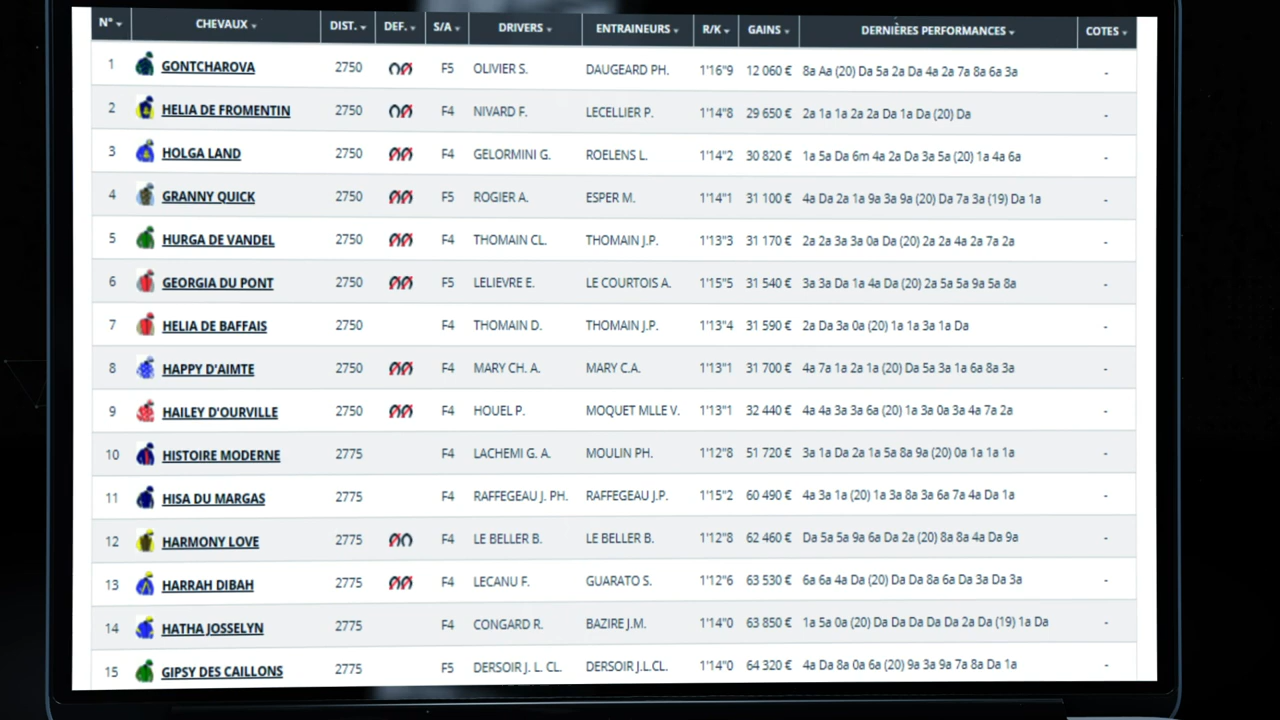 N° CHEVAUX DIST. DEF. S/A DRIVERS ENTRAINEURS R/K GAINS DERNIÈRES PERFORMANCES COTES
1 GONTCHAROVA 2750 F5 OLIVIER S. DAUGEARD PH. 1'16"9 12 060 € 8a Aa (20) Da 5a 2a Da 4a 2a 7a 8a 6a 3a -
2 HELIA DE FROMENTIN 2750 F4 NIVARD F. LECELLIER P. 1'14"8 29 650 € 2a 1a 1a 2a 2a Da 1a Da (20) Da -
3 HOLGA LAND 2750 F4 GELORMINI G. ROELENS L. 1'14"2 30 820 € 1a 5a Da 6m 4a 2a Da 3a 5a (20) 1a 4a 6a -
4 GRANNY QUICK 2750 F5 ROGIER A. ESPER M. 1'14"1 31 100 € 4a Da 2a 1a 9a 3a 9a (20) Da 7a 3a (19) Da 1a -
5 HURGA DE VANDEL 2750 F4 THOMAIN CL. THOMAIN J.P. 1'13"3 31 170 € 2a 2a 3a 3a 0a Da (20) 2a 2a 4a 2a 7a 2a -
6 GEORGIA DU PONT 2750 F5 LELIEVRE E. LE COURTOIS A. 1'15"5 31 540 € 3a 3a Da 1a 4a Da (20) 2a 5a 5a 9a 5a 8a -
7 HELIA DE BAFFAIS 2750 F4 THOMAIN D. THOMAIN J.P. 1'13"4 31 590 € 2a Da 3a 0a (20) 1a 1a 3a 1a Da -
8 HAPPY D'AIMTE 2750 F4 MARY CH. A. MARY C.A. 1'13"1 31 700 € 4a 7a 1a 2a 1a (20) Da 5a 3a 1a 6a 8a 3a -
9 HAILEY D'OURVILLE 2750 F4 HOUEL P. MOQUET MLLE V. 1'13"1 32 440 € 4a 4a 3a 3a 6a (20) 1a 3a 0a 3a 4a 7a 2a -
10 HISTOIRE MODERNE 2775 F4 LACHEMI G. A. MOULIN PH. 1'12"8 51 720 € 3a 1a Da 2a 1a 5a 8a 9a (20) 0a 1a 1a 1a -
11 HISA DU MARGAS 2775 F4 RAFFEGEAU J. PH. RAFFEGEAU J.P. 1'15"2 60 490 € 4a 3a 1a (20) 1a 3a 8a 3a 6a 7a 4a Da 1a -
12 HARMONY LOVE 2775 F4 LE BELLER B. LE BELLER B. 1'12"8 62 460 € Da 5a 5a 9a 6a Da 2a (20) 8a 8a 4a Da 9a -
13 HARRAH DIBAH 2775 F4 LECANU F. GUARATO S. 1'12"6 63 530 € 6a 6a 4a Da (20) Da Da 8a 6a Da 3a Da 3a -
14 HATHA JOSSELYN 2775 F4 CONGARD R. BAZIRE J.M. 1'14"0 63 850 € 1a 5a 0a (20) Da Da Da Da Da 2a Da (19) 1a Da -
15 GIPSY DES CAILLONS 2775 F5 DERSOIR J. L. CL. DERSOIR J.L.CL. 1'14"0 64 320 € 4a Da 8a 0a 6a (20) 9a 3a 9a 7a 8a Da 1a -